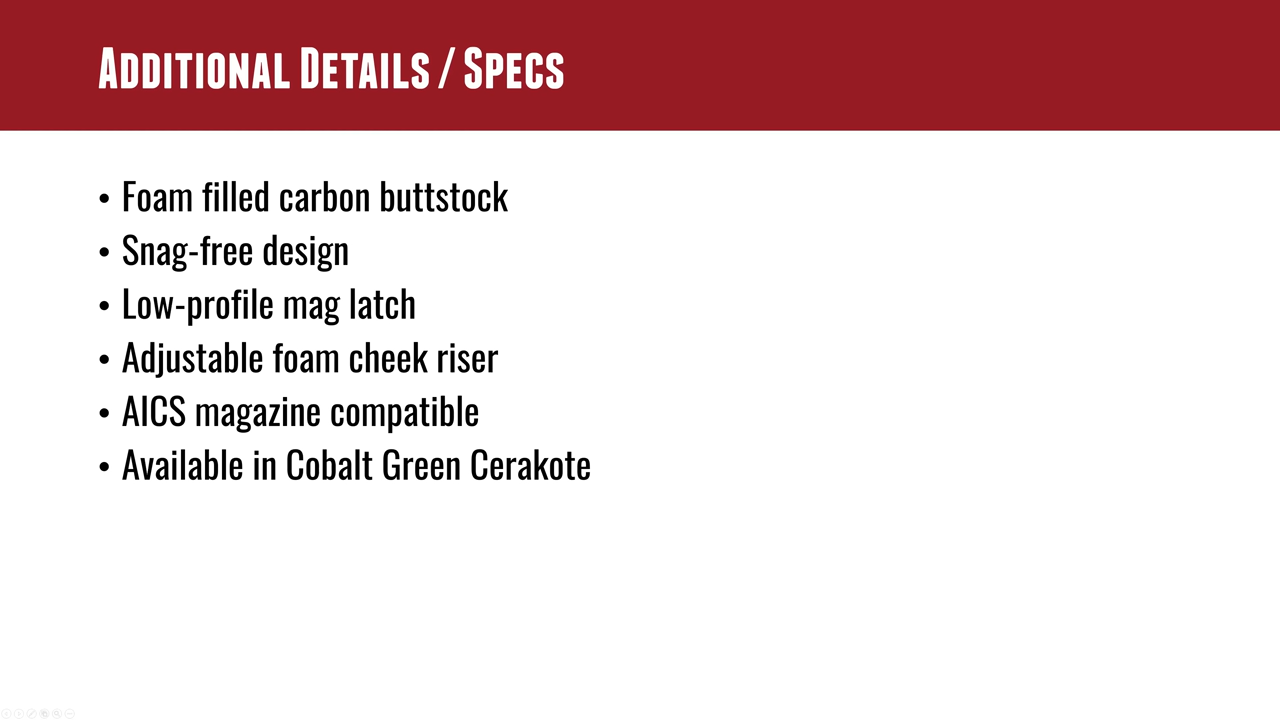 Additional Details / Specs
• Foam filled carbon buttstock
• Snag-free design
• Low-profile mag latch
• Adjustable foam cheek riser
• AICS magazine compatible
• Available in Cobalt Green Cerakote